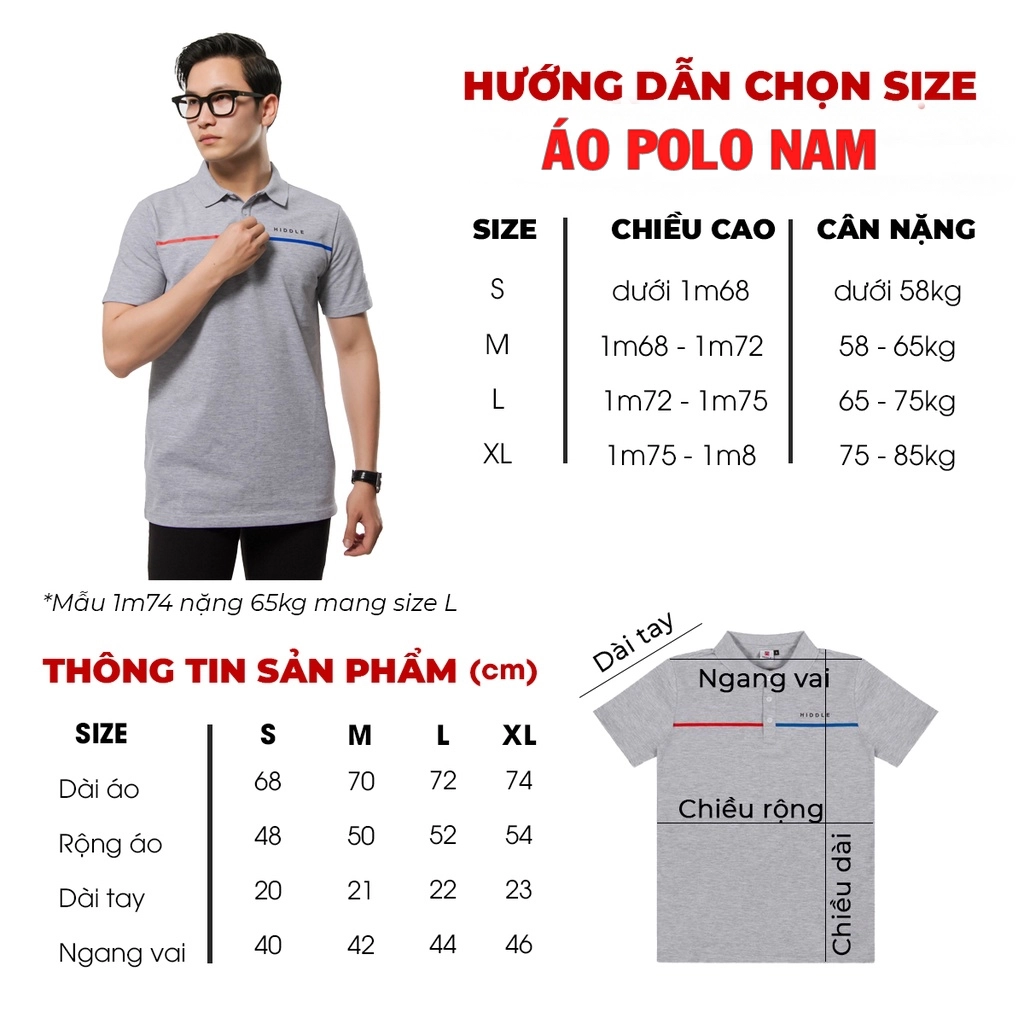 HƯỚNG DẪN CHỌN SIZE
ÁO POLO NAM
SIZE CHIỀU CAO CÂN NẶNG
S dưới 1m68 dưới 58kg
M 1m68 - 1m72 58 - 65kg
L 1m72 - 1m75 65 - 75kg
XL 1m75 - 1m8 75 - 85kg
HIDDLE
*Mẫu 1m74 nặng 65kg mang size L
THÔNG TIN SẢN PHẨM (cm)
SIZE S M L XL
Dài áo 68 70 72 74
Rộng áo 48 50 52 54
Dài tay 20 21 22 23
Ngang vai 40 42 44 46
Dài tay
Ngang vai
HIDDLE
Chiều rộng
Chiều dài